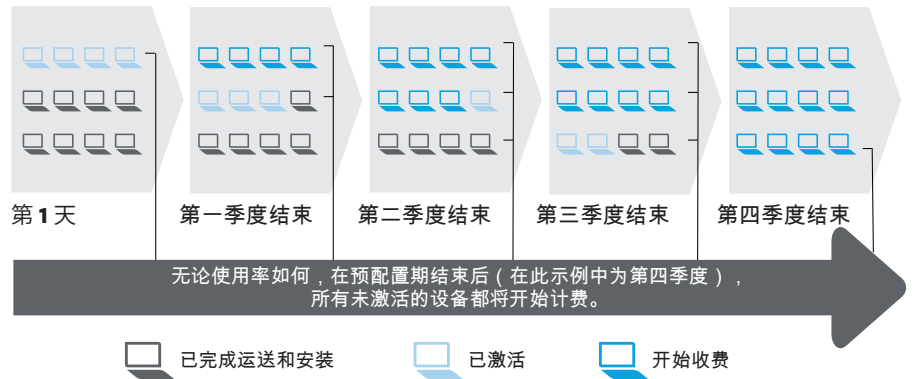 第 1 天
第一季度结束
第二季度结束
第三季度结束
第四季度结束
无论使用率如何，在预配置期结束后（在此示例中为第四季度），
所有未激活的设备都将开始计费。
已完成运送和安装
已激活
开始收费